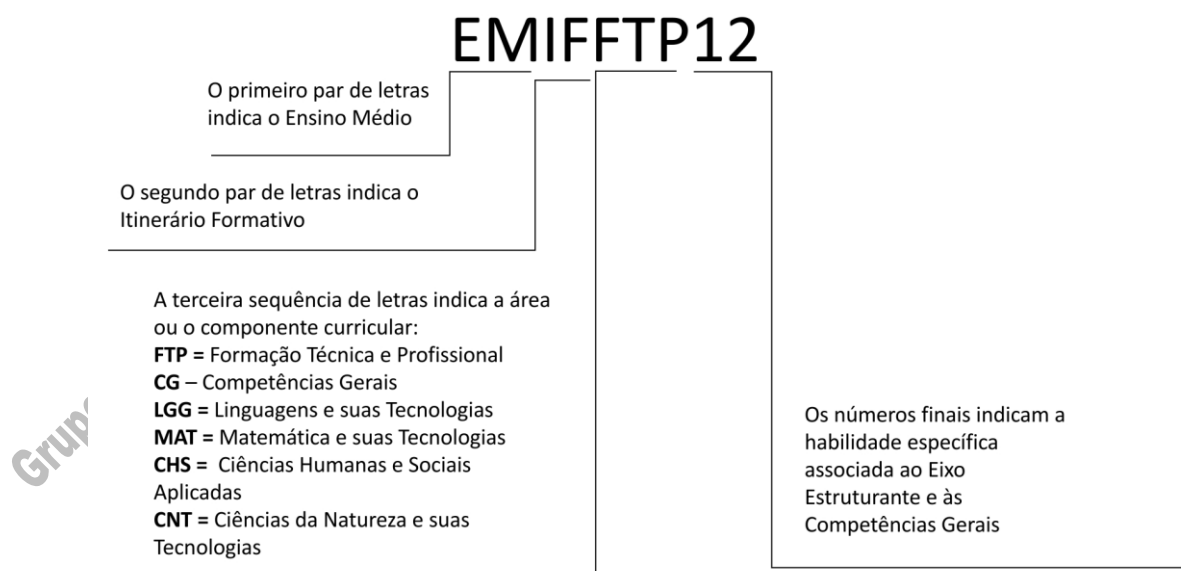 EMIFFTP12
O primeiro par de letras
indica o Ensino Médio
O segundo par de letras indica o
Itinerário Formativo
A terceira sequência de letras indica a área
ou o componente curricular:
FTP = Formação Técnica e Profissional
CG – Competências Gerais
LGG = Linguagens e suas Tecnologias
MAT = Matemática e suas Tecnologias
CHS = Ciências Humanas e Sociais
Aplicadas
CNT = Ciências da Natureza e suas
Tecnologias
Os números finais indicam a
habilidade específica
associada ao Eixo
Estruturante e às
Competências Gerais